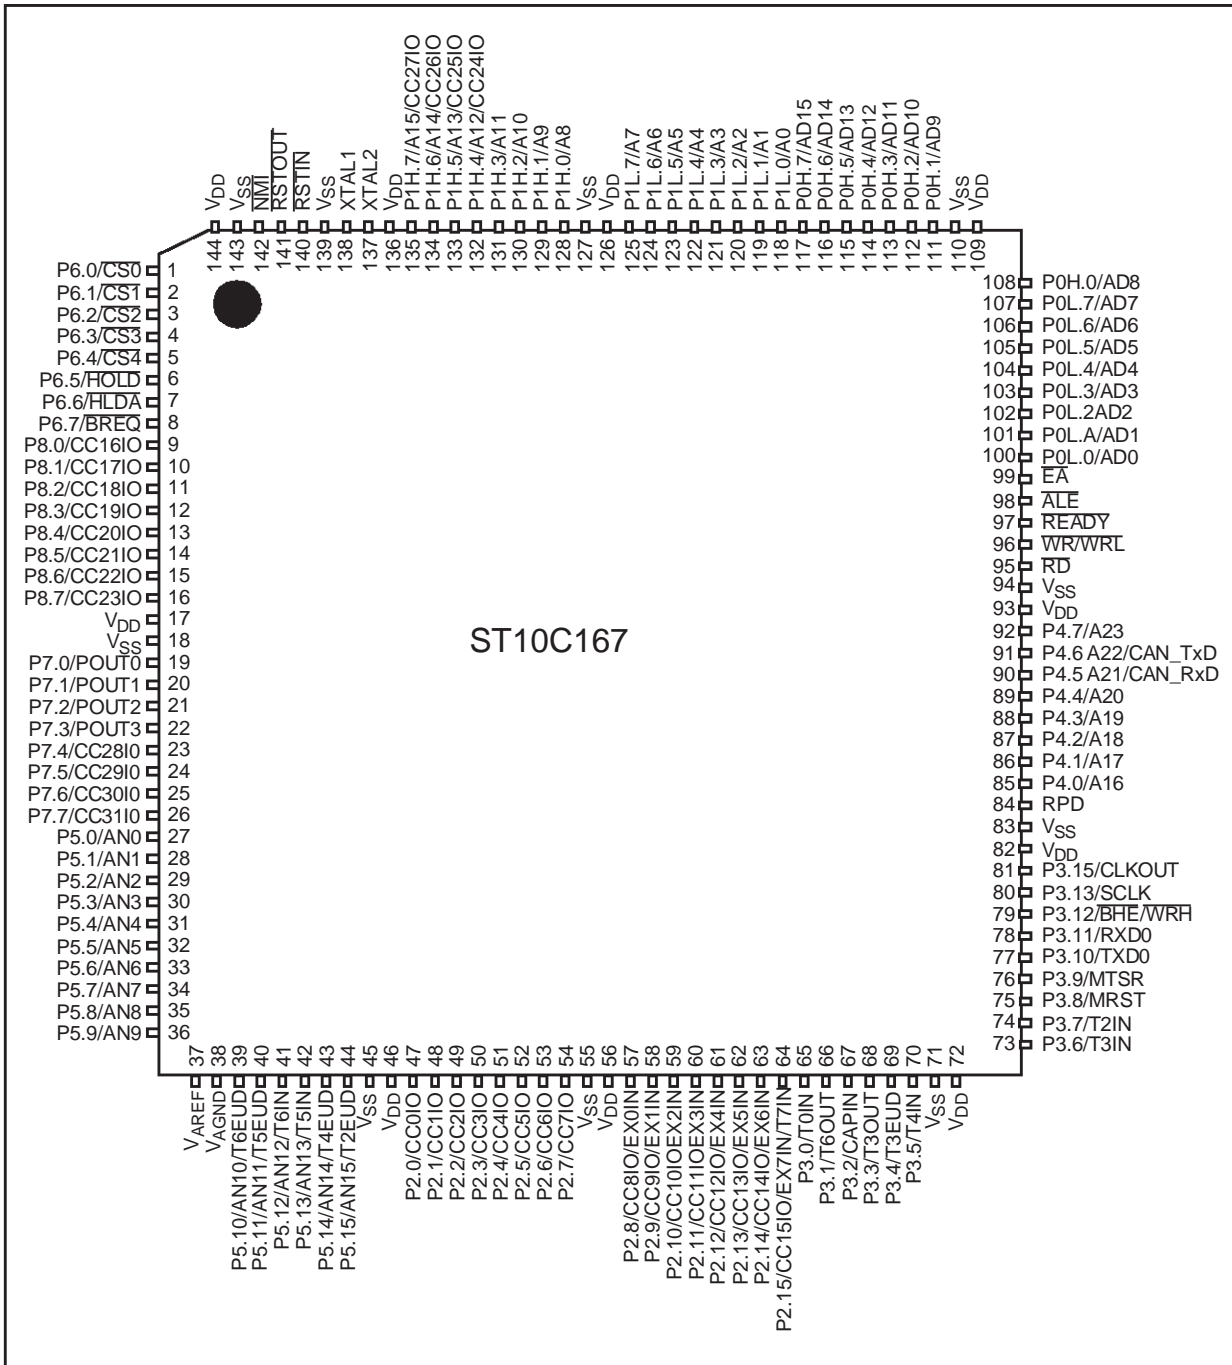 V_DD
V_SS
NMI
RSTOUT
RSTIN
V_SS
XTAL1
XTAL2
V_DD
P1H.7/A15/CC27IO
P1H.6/A14/CC26IO
P1H.5/A13/CC25IO
P1H.4/A12/CC24IO
P1H.3/A11
P1H.2/A10
P1H.1/A9
P1H.0/A8
V_SS
V_DD
P1L.7/A7
P1L.6/A6
P1L.5/A5
P1L.4/A4
P1L.3/A3
P1L.2/A2
P1L.1/A1
P1L.0/A0
P0H.7/AD15
P0H.6/AD14
P0H.5/AD13
P0H.4/AD12
P0H.3/AD11
P0H.2/AD10
P0H.1/AD9
V_SS
V_DD
144
143
142
141
140
139
138
137
136
135
134
133
132
131
130
129
128
127
126
125
124
123
122
121
120
119
118
117
116
115
114
113
112
111
110
109
P6.0/CS0 1
P6.1/CS1 2
P6.2/CS2 3
P6.3/CS3 4
P6.4/CS4 5
P6.5/HOLD 6
P6.6/HLDA 7
P6.7/BREQ 8
P8.0/CC16IO 9
P8.1/CC17IO 10
P8.2/CC18IO 11
P8.3/CC19IO 12
P8.4/CC20IO 13
P8.5/CC21IO 14
P8.6/CC22IO 15
P8.7/CC23IO 16
V_DD 17
V_SS 18
P7.0/POUT0 19
P7.1/POUT1 20
P7.2/POUT2 21
P7.3/POUT3 22
P7.4/CC28I0 23
P7.5/CC29I0 24
P7.6/CC30I0 25
P7.7/CC31I0 26
P5.0/AN0 27
P5.1/AN1 28
P5.2/AN2 29
P5.3/AN3 30
P5.4/AN4 31
P5.5/AN5 32
P5.6/AN6 33
P5.7/AN7 34
P5.8/AN8 35
P5.9/AN9 36
ST10C167
108 P0H.0/AD8
107 P0L.7/AD7
106 P0L.6/AD6
105 P0L.5/AD5
104 P0L.4/AD4
103 P0L.3/AD3
102 P0L.2AD2
101 P0L.A/AD1
100 P0L.0/AD0
99 EA
98 ALE
97 READY
96 WR/WRL
95 RD
94 V_SS
93 V_DD
92 P4.7/A23
91 P4.6 A22/CAN_TxD
90 P4.5 A21/CAN_RxD
89 P4.4/A20
88 P4.3/A19
87 P4.2/A18
86 P4.1/A17
85 P4.0/A16
84 RPD
83 V_SS
82 V_DD
81 P3.15/CLKOUT
80 P3.13/SCLK
79 P3.12/BHE/WRH
78 P3.11/RXD0
77 P3.10/TXD0
76 P3.9/MTSR
75 P3.8/MRST
74 P3.7/T2IN
73 P3.6/T3IN
37
38
39
40
41
42
43
44
45
46
47
48
49
50
51
52
53
54
55
56
57
58
59
60
61
62
63
64
65
66
67
68
69
70
71
72
V_AREF
V_AGND
P5.10/AN10/T6EUD
P5.11/AN11/T5EUD
P5.12/AN12/T6IN
P5.13/AN13/T5IN
P5.14/AN14/T4EUD
P5.15/AN15/T2EUD
V_SS
V_DD
P2.0/CC0IO
P2.1/CC1IO
P2.2/CC2IO
P2.3/CC3IO
P2.4/CC4IO
P2.5/CC5IO
P2.6/CC6IO
P2.7/CC7IO
V_SS
V_DD
P2.8/CC8IO/EX0IN
P2.9/CC9IO/EX1IN
P2.10/CC10IOEX2IN
P2.11/CC11IOEX3IN
P2.12/CC12IO/EX4IN
P2.13/CC13IO/EX5IN
P2.14/CC14IO/EX6IN
P2.15/CC15IO/EX7IN/T7IN
P3.0/T0IN
P3.1/T6OUT
P3.2/CAPIN
P3.3/T3OUT
P3.4/T3EUD
P3.5/T4IN
V_SS
V_DD